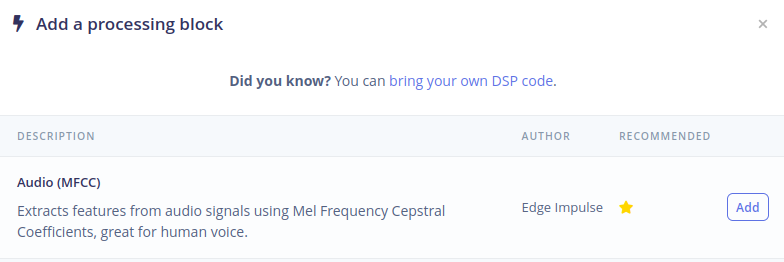 Add a processing block
Did you know? You can bring your own DSP code.
DESCRIPTION AUTHOR RECOMMENDED
Audio (MFCC)
Extracts features from audio signals using Mel Frequency Cepstral
Coefficients, great for human voice.
Edge Impulse
Add